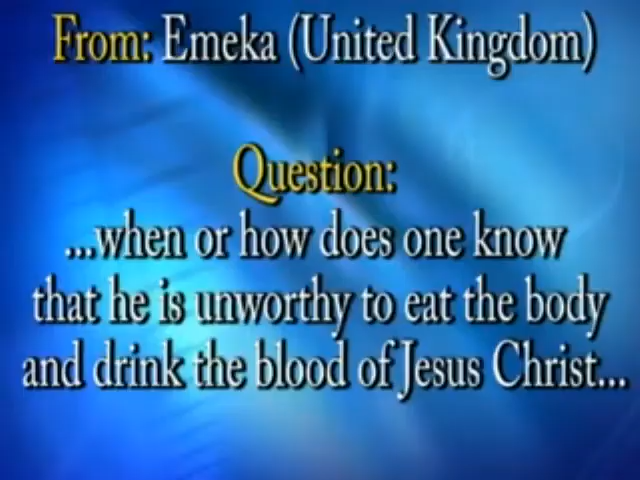 From: Emeka (United Kingdom)
Question:
...when or how does one know
that he is unworthy to eat the body
and drink the blood of Jesus Christ...